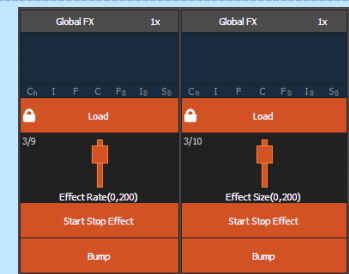 Global FX 1x Global FX 1x
Ch I F C FB IB SB Ch I F C FB IB SB
Load Load
3/9 3/10
Effect Rate(0,200) Effect Size(0,200)
Start Stop Effect Start Stop Effect
Bump Bump